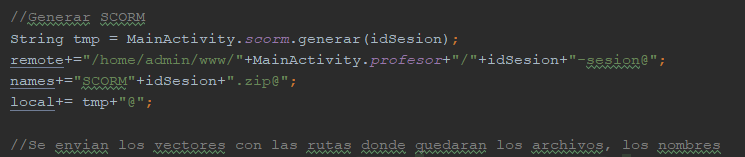 //Generar SCORM
String tmp = MainActivity.scorm.generar(idSesion);
remote+="/home/admin/www/"+MainActivity.profesor+"/"+idSesion+"-sesion@";
names+="SCORM"+idSesion+".zip@";
local+= tmp+"@";
//Se envian los vectores con las rutas donde quedaran los archivos, los nombres